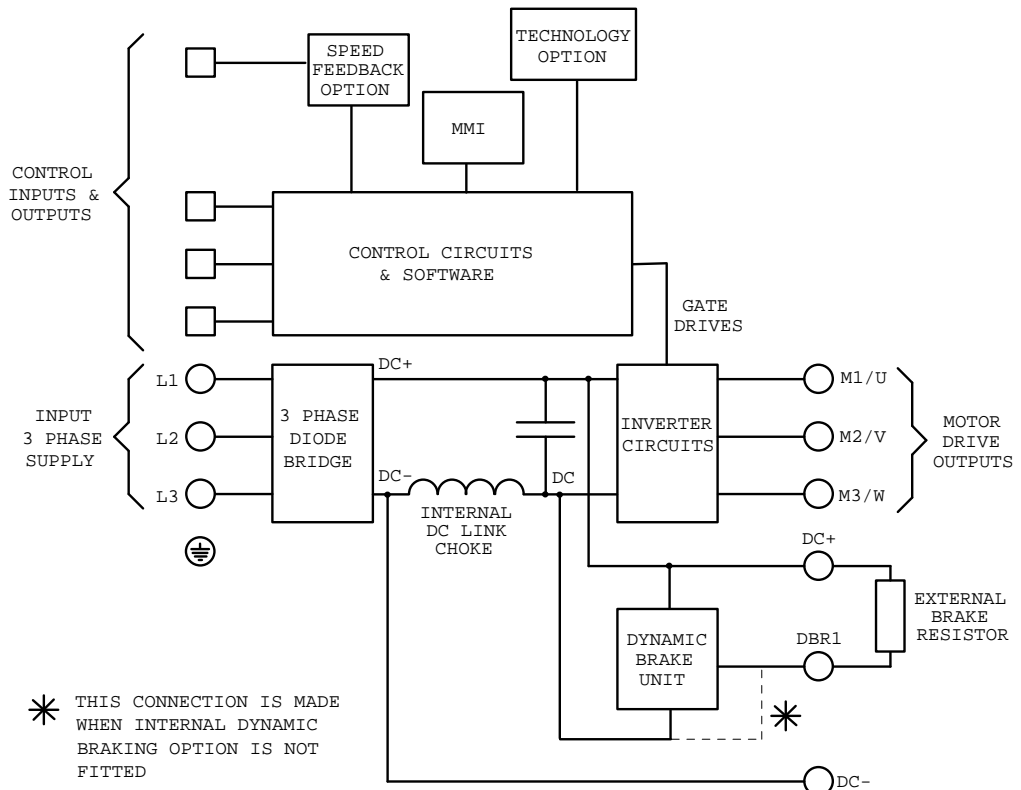 TECHNOLOGY
OPTION
SPEED
FEEDBACK
OPTION
MMI
CONTROL
INPUTS &
OUTPUTS
CONTROL CIRCUITS
& SOFTWARE
GATE
DRIVES
DC+
L1
M1/U
INPUT
3 PHASE
SUPPLY
L2
3 PHASE
DIODE
BRIDGE
INVERTER
CIRCUITS
M2/V
MOTOR
DRIVE
OUTPUTS
DC-
DC
L3
M3/W
INTERNAL
DC LINK
CHOKE
DC+
EXTERNAL
BRAKE
RESISTOR
DYNAMIC
BRAKE
UNIT
DBR1
THIS CONNECTION IS MADE
WHEN INTERNAL DYNAMIC
BRAKING OPTION IS NOT
FITTED
DC-